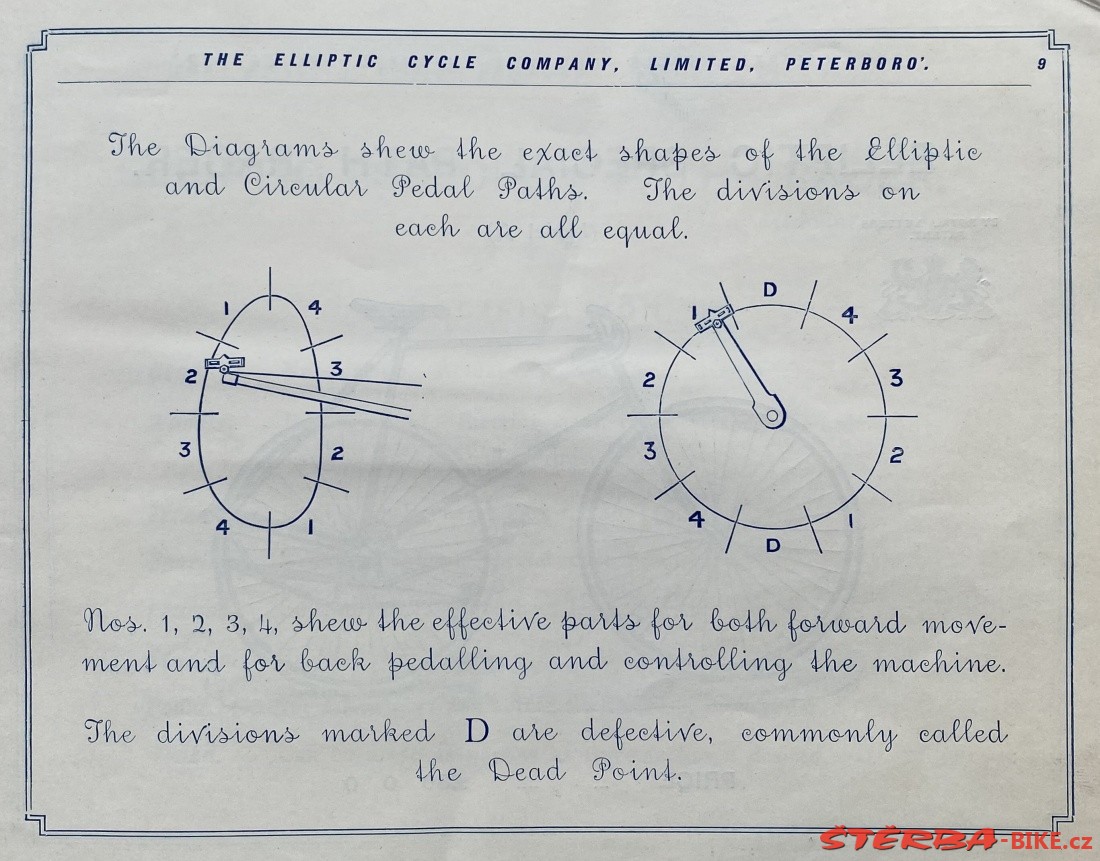 THE ELLIPTIC CYCLE COMPANY, LIMITED, PETERBORO'. 9
The Diagrams shew the exact shapes of the Elliptic
and Circular Pedal Paths. The divisions on
each are all equal.
1 4
2 3
3 2
4 1
D
1 4
2 3
3 2
4 1
D
Nos. 1, 2, 3, 4, shew the effective parts for both forward move-
ment and for back pedalling and controlling the machine.
The divisions marked D are defective, commonly called
the Dead Point.
ŠTĚRBA-BIKE.cz